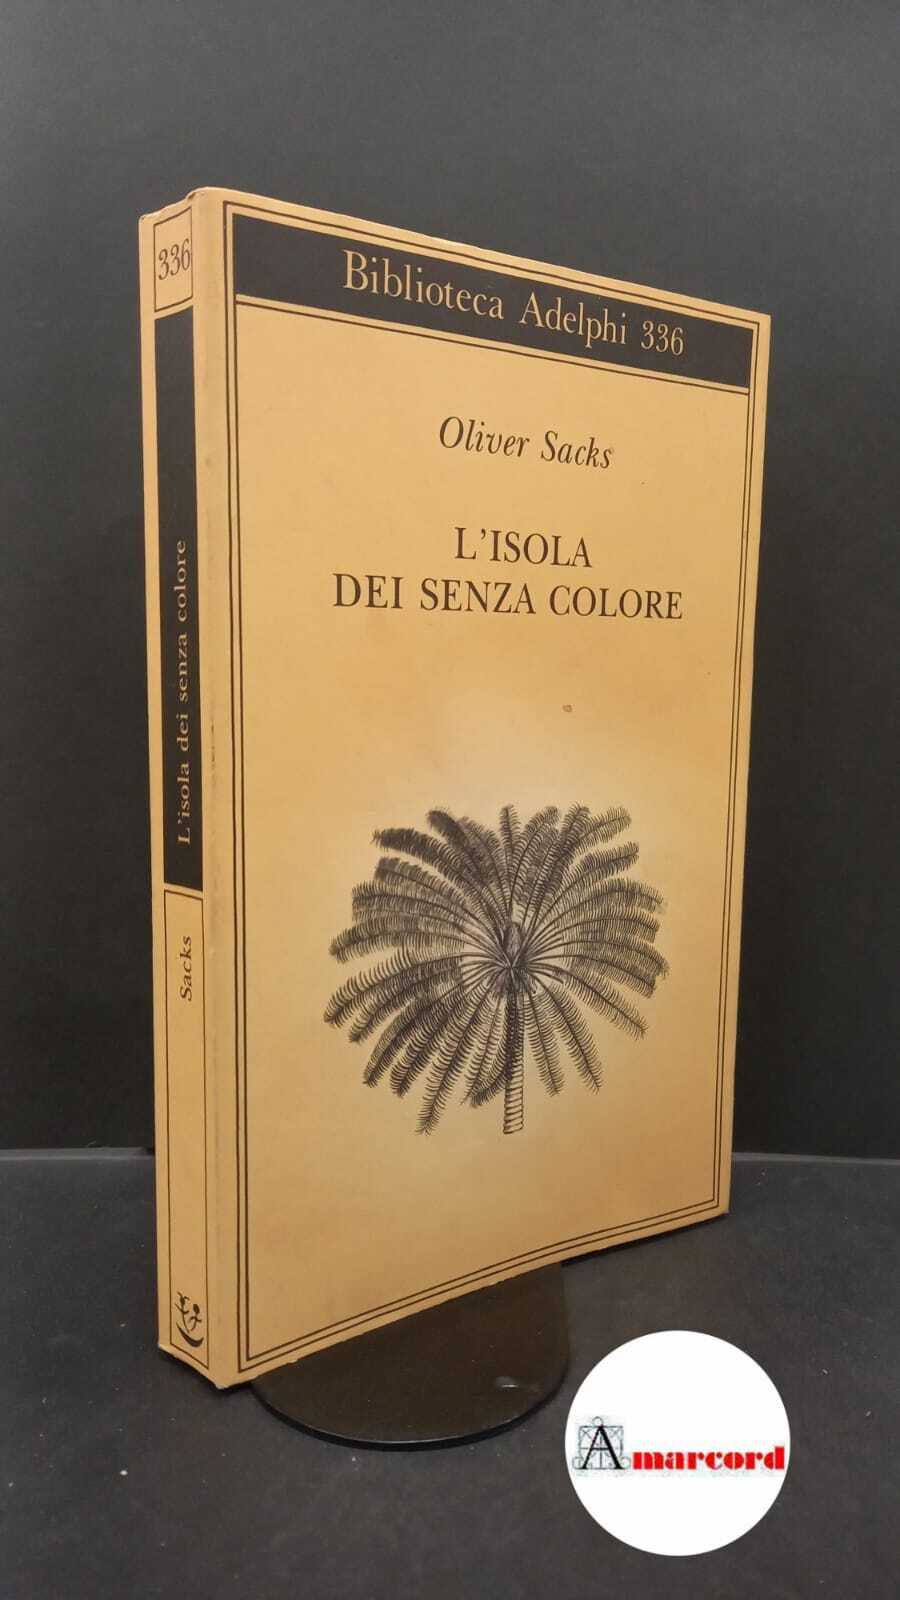 336
L'isola dei senza colore
Sacks
Biblioteca Adelphi 336
Oliver Sacks
L'ISOLA
DEI SENZA COLORE
Amarcord